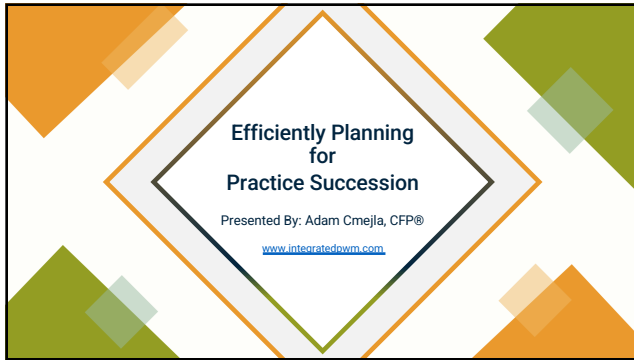 Efficiently Planning
for
Practice Succession
Presented By: Adam Cmejla, CFP®
www.integratedpwm.com